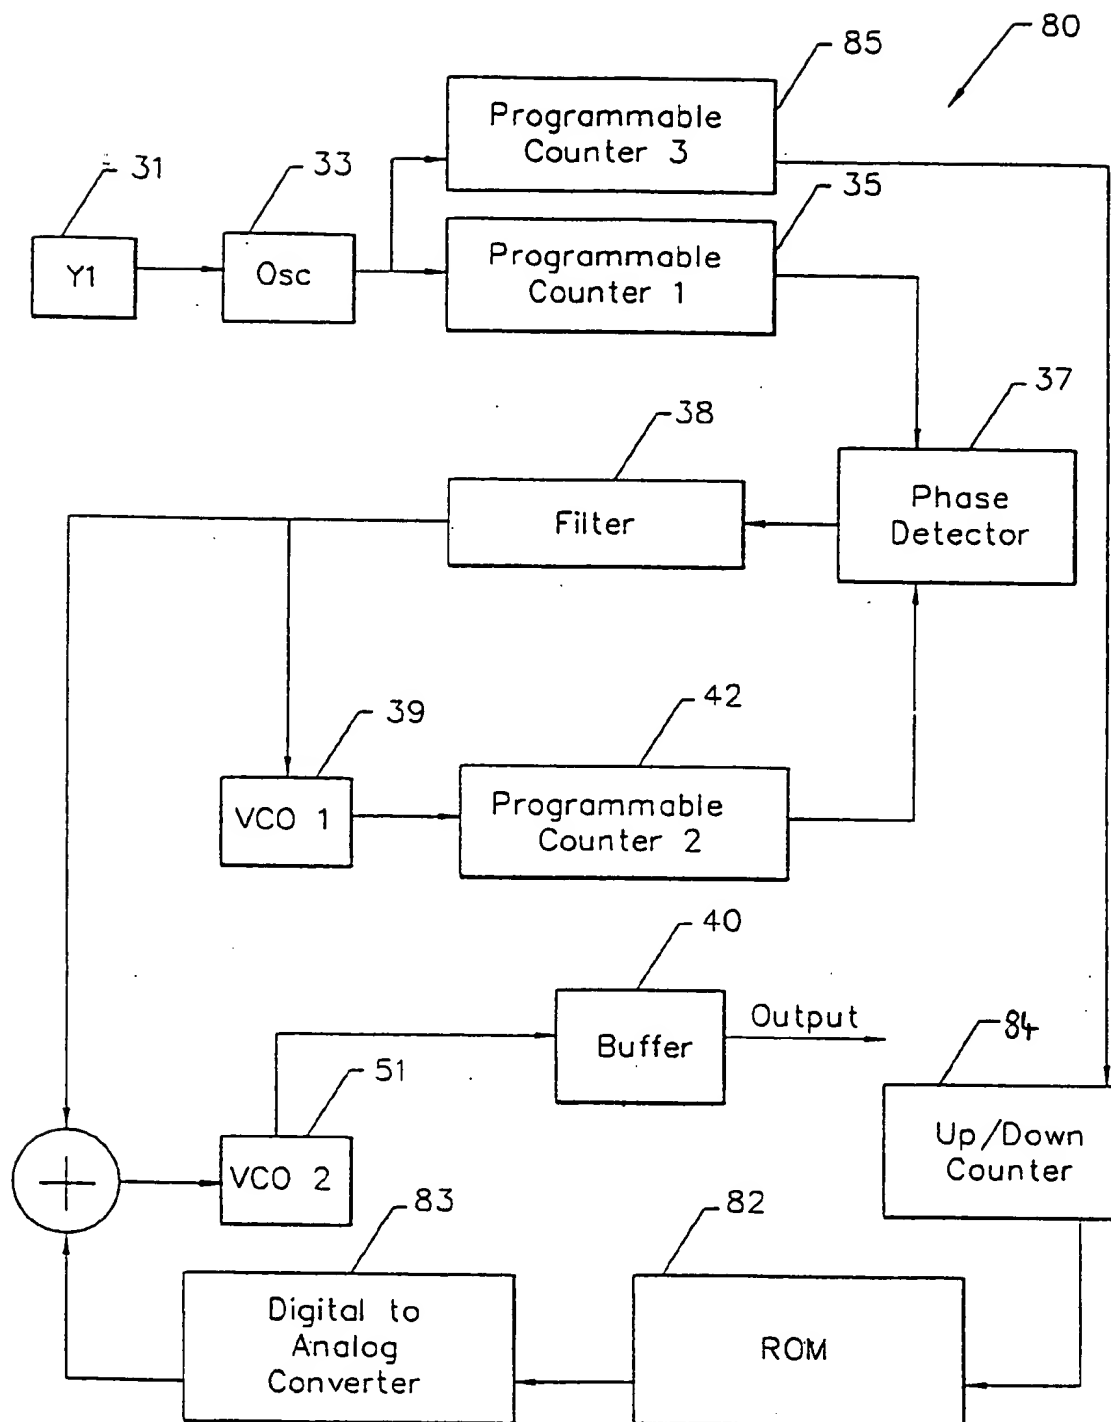 80
85
Programmable
Counter 3
31
33
35
Y1
Osc
Programmable
Counter 1
37
38
Phase
Detector
Filter
42
39
VCO 1
Programmable
Counter 2
40
Output
Buffer
84
51
Up/Down
Counter
VCO 2
83
82
Digital to
Analog
Converter
ROM